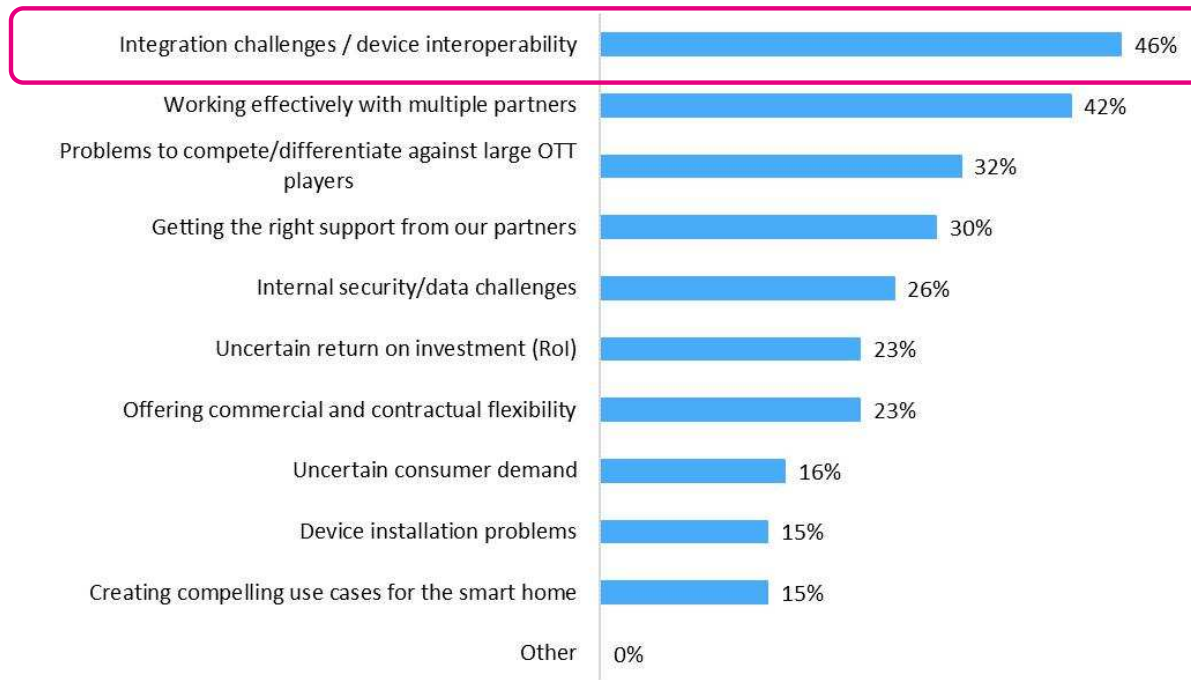 Integration challenges / device interoperability 46%
Working effectively with multiple partners 42%
Problems to compete/differentiate against large OTT
players 32%
Getting the right support from our partners 30%
Internal security/data challenges 26%
Uncertain return on investment (RoI) 23%
Offering commercial and contractual flexibility 23%
Uncertain consumer demand 16%
Device installation problems 15%
Creating compelling use cases for the smart home 15%
Other 0%